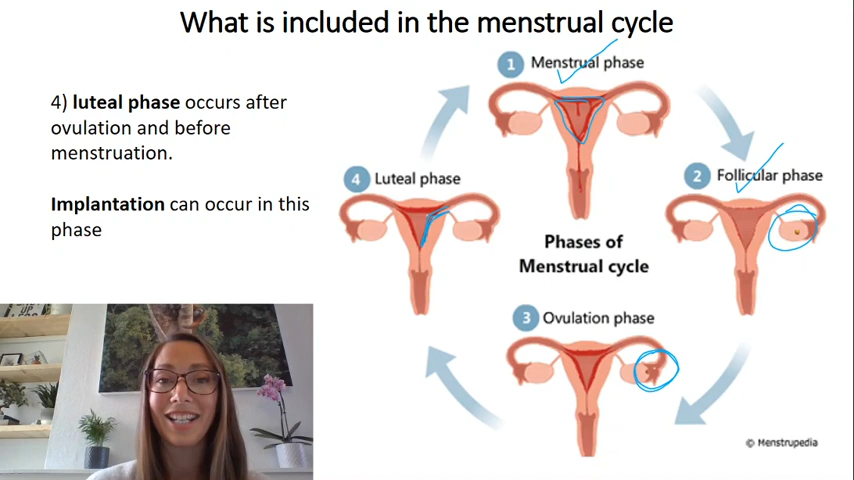 What is included in the menstrual cycle
4) luteal phase occurs after
ovulation and before
menstruation.
Implantation can occur in this
phase
1 Menstrual phase
2 Follicular phase
4 Luteal phase
Phases of
Menstrual cycle
3 Ovulation phase
© Menstrupedia